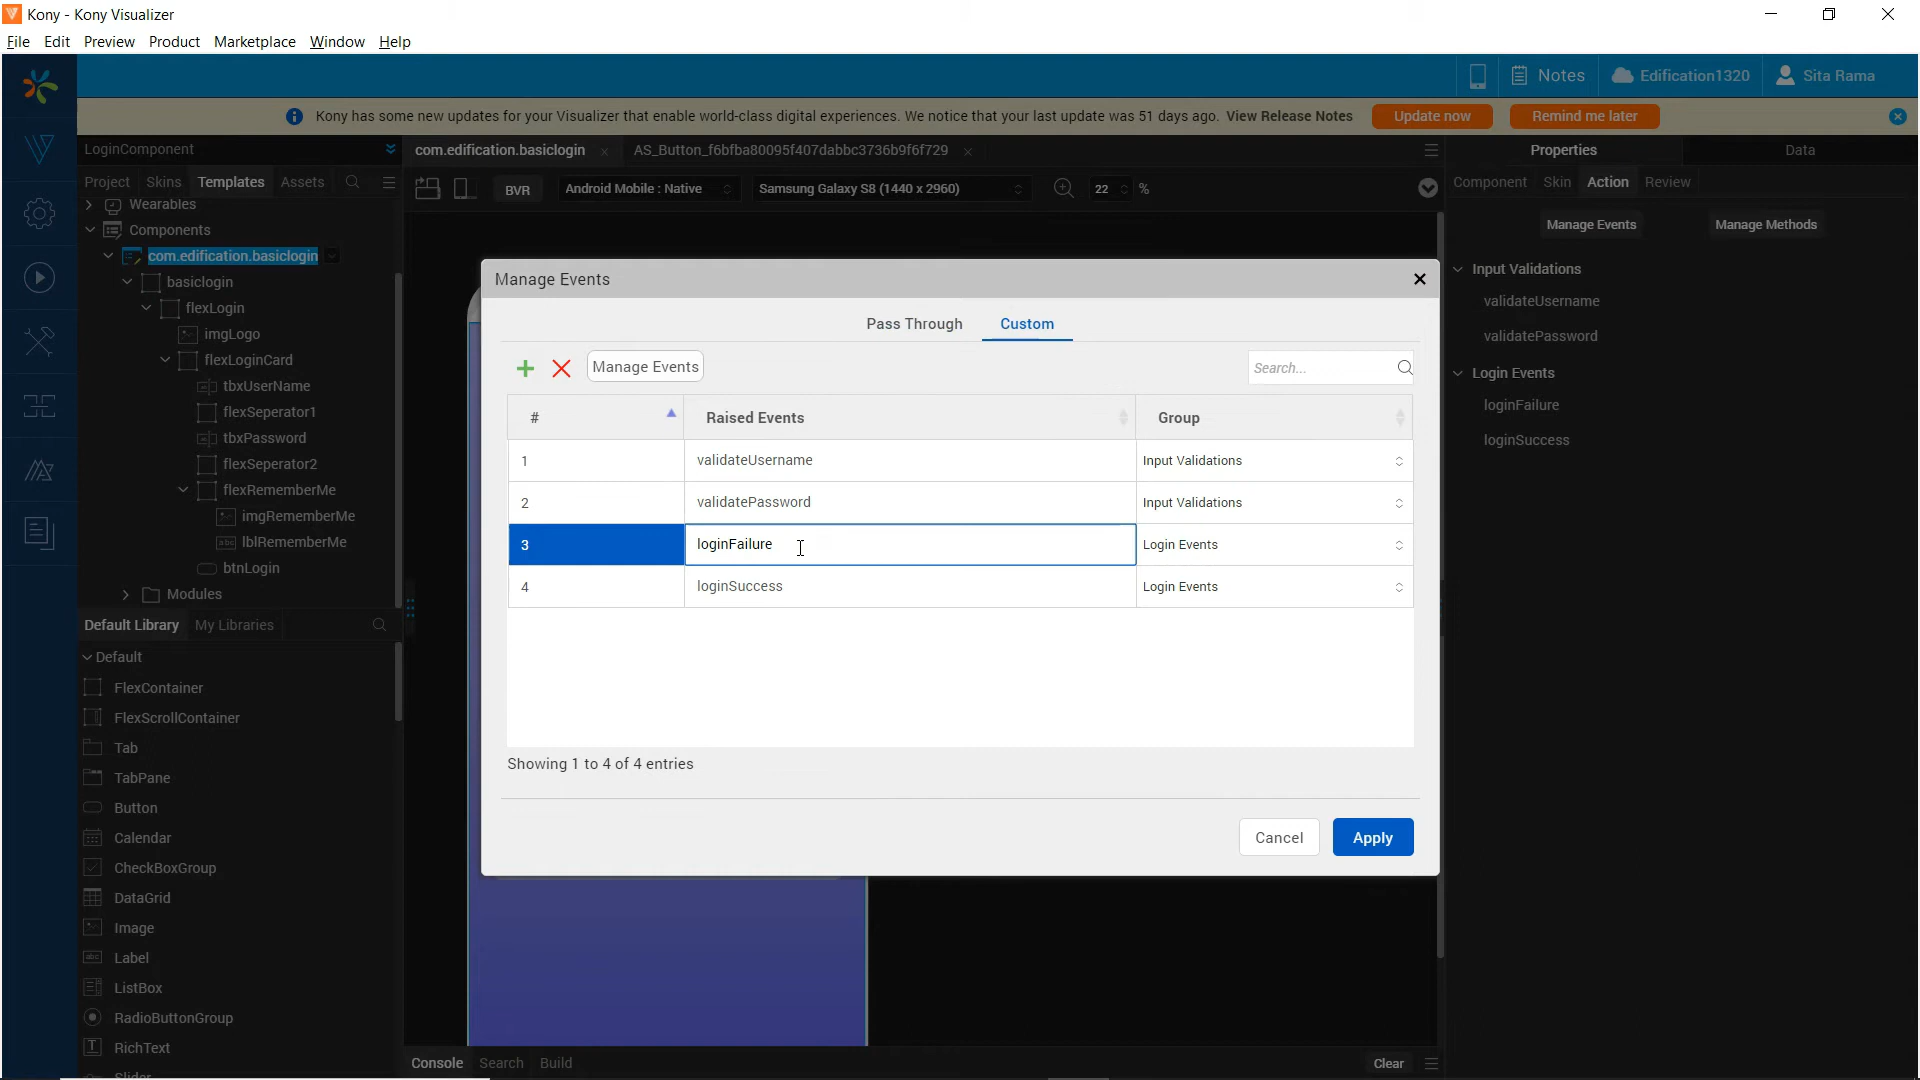 Kony - Kony Visualizer
File Edit Preview Product Marketplace Window Help
Notes Edification1320 Sita Rama
Kony has some new updates for your Visualizer that enable world-class digital experiences. We notice that your last update was 51 days ago. View Release Notes Update now Remind me later
LoginComponent
com.edification.basiclogin AS_Button_f6bfba80095f407dabbc3736b9f6f729
Properties Data
Project Skins Templates Assets
BVR Android Mobile : Native Samsung Galaxy S8 (1440 x 2960) 22 %
Component Skin Action Review
Wearables
Components
com.edification.basiclogin
basiclogin
flexLogin
imgLogo
flexLoginCard
tbxUserName
flexSeperator1
tbxPassword
flexSeperator2
flexRememberMe
imgRememberMe
lblRememberMe
btnLogin
Modules
Default Library My Libraries
Default
FlexContainer
FlexScrollContainer
Tab
TabPane
Button
Calendar
CheckBoxGroup
DataGrid
Image
Label
ListBox
RadioButtonGroup
RichText
Slider
Manage Events
Pass Through Custom
Manage Events Search...
# Raised Events Group
1 validateUsername Input Validations
2 validatePassword Input Validations
3 loginFailure Login Events
4 loginSuccess Login Events
Showing 1 to 4 of 4 entries
Cancel Apply
Manage Events Manage Methods
Input Validations
validateUsername
validatePassword
Login Events
loginFailure
loginSuccess
Console Search Build Clear